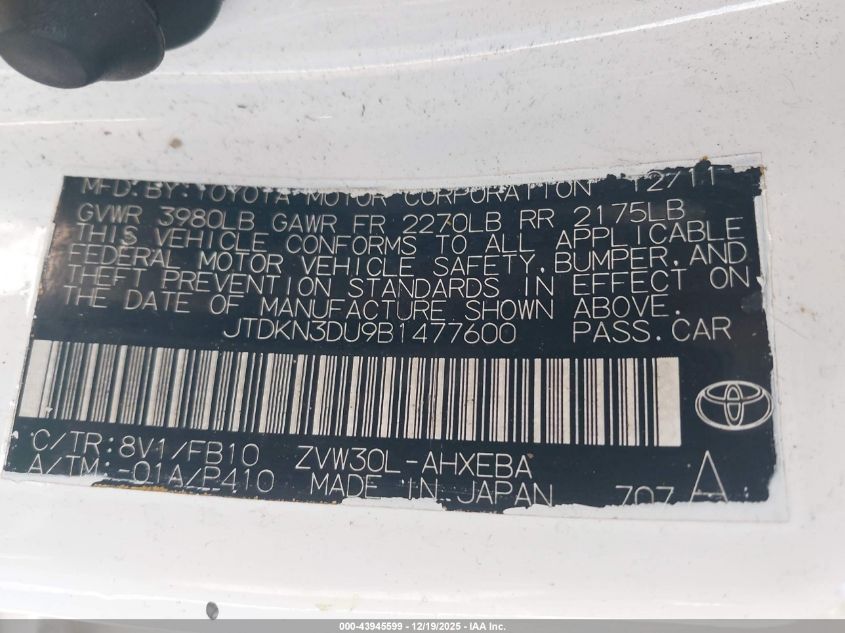 MFD.BY:TOYOTA MOTOR CORPORATION 12/11
GVWR 3980LB GAWR FR 2270LB RR 2175LB
THIS VEHICLE CONFORMS TO ALL APPLICABLE
FEDERAL MOTOR VEHICLE SAFETY, BUMPER, AND
THEFT PREVENTION STANDARDS IN EFFECT ON
THE DATE OF MANUFACTURE SHOWN ABOVE.
JTDKN3DU9B1477600 PASS.CAR
C/TR:8V1/FB10 ZVW30L-AHXEBA
A/TM:-01A/P410 MADE IN JAPAN 707 A
000-43945599 - 12/19/2025 - IAA Inc.